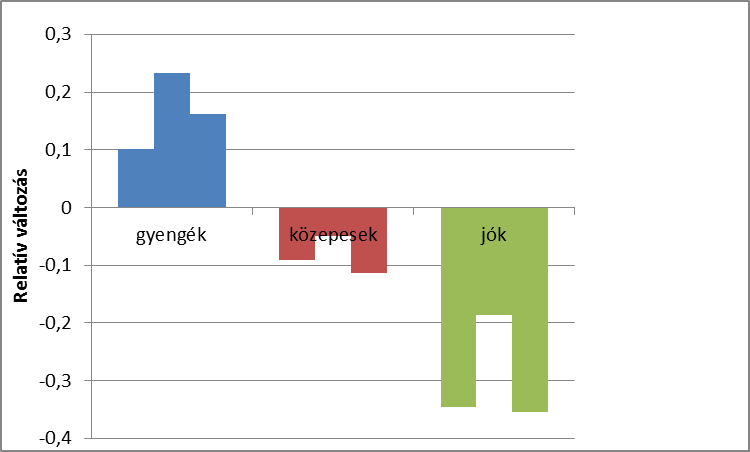 0,3
0,2
0,1
0
-0,1
-0,2
-0,3
-0,4
Relatív változás
gyengék
közepesek
jók